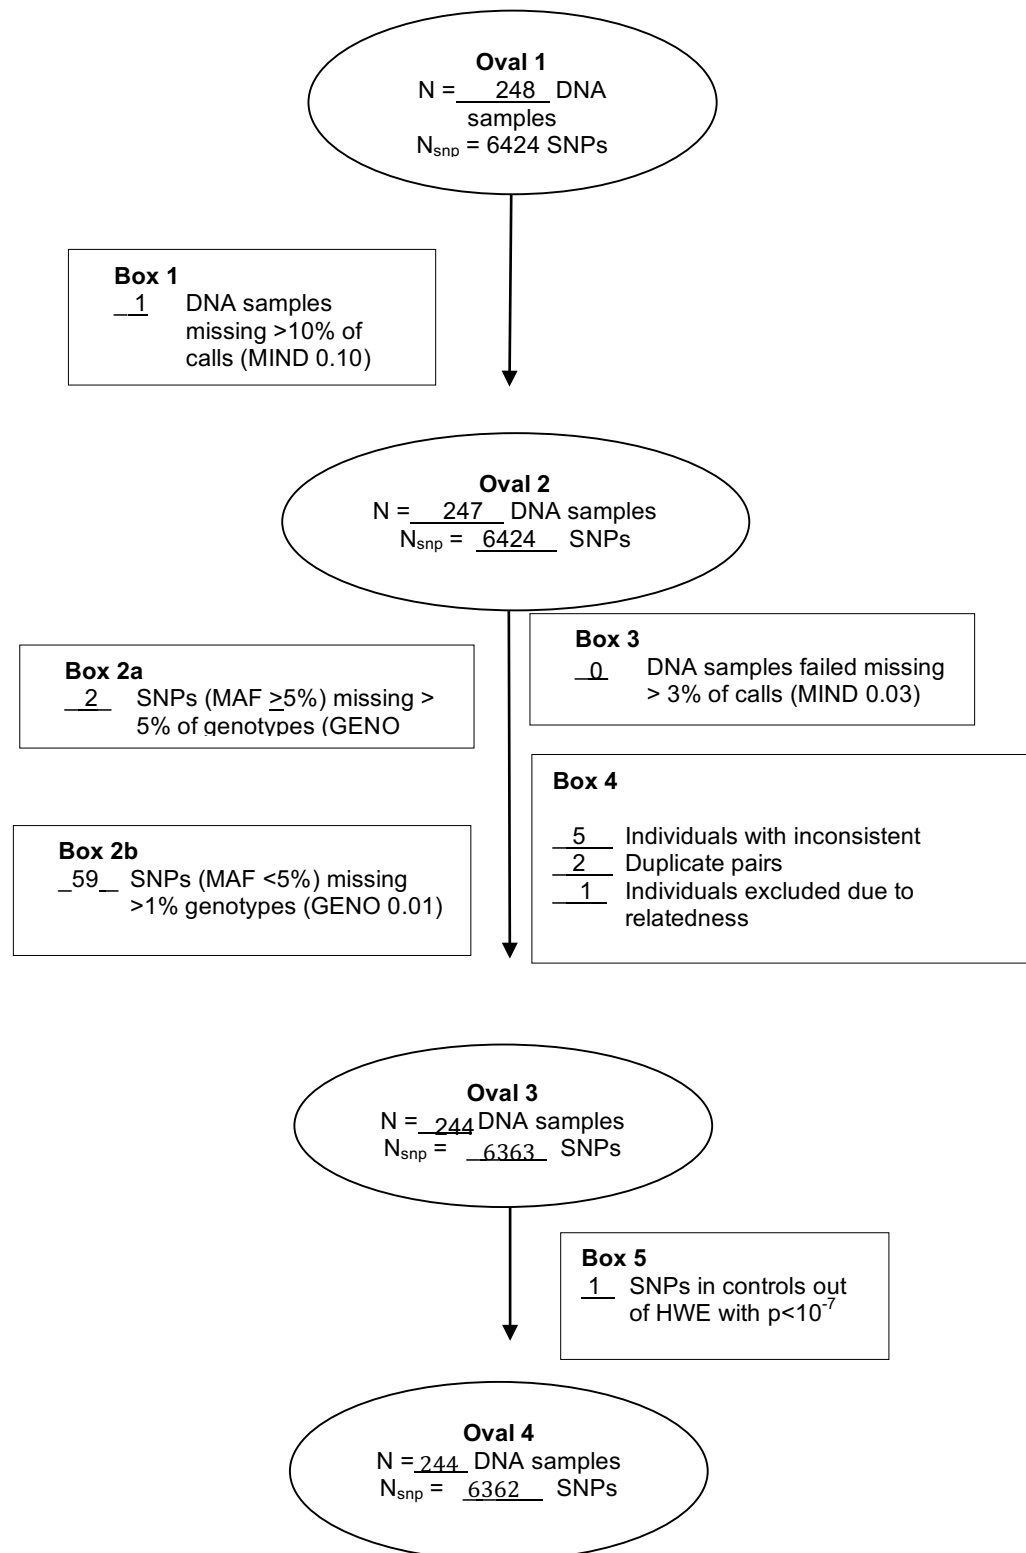 Oval 1
N = 248 DNA
samples
Nsnp = 6424 SNPs
Box 1
_ 1 DNA samples
missing >10% of
calls (MIND 0.10)
Oval 2
N = 247 DNA samples
Nsnp = 6424 SNPs
Box 3
0 DNA samples failed missing
> 3% of calls (MIND 0.03)
Box 2a
2 SNPs (MAF >5%) missing >
5% of genotypes (GENO
Box 4
5 Individuals with inconsistent
2 Duplicate pairs
1 Individuals excluded due to
relatedness
Box 2b
_59_ SNPs (MAF <5%) missing
>1% genotypes (GENO 0.01)
Oval 3
N = 244 DNA samples
Nsnp = 6363 SNPs
Box 5
1 SNPs in controls out
of HWE with p<10-7
Oval 4
N = 244 DNA samples
Nsnp = 6362 SNPs